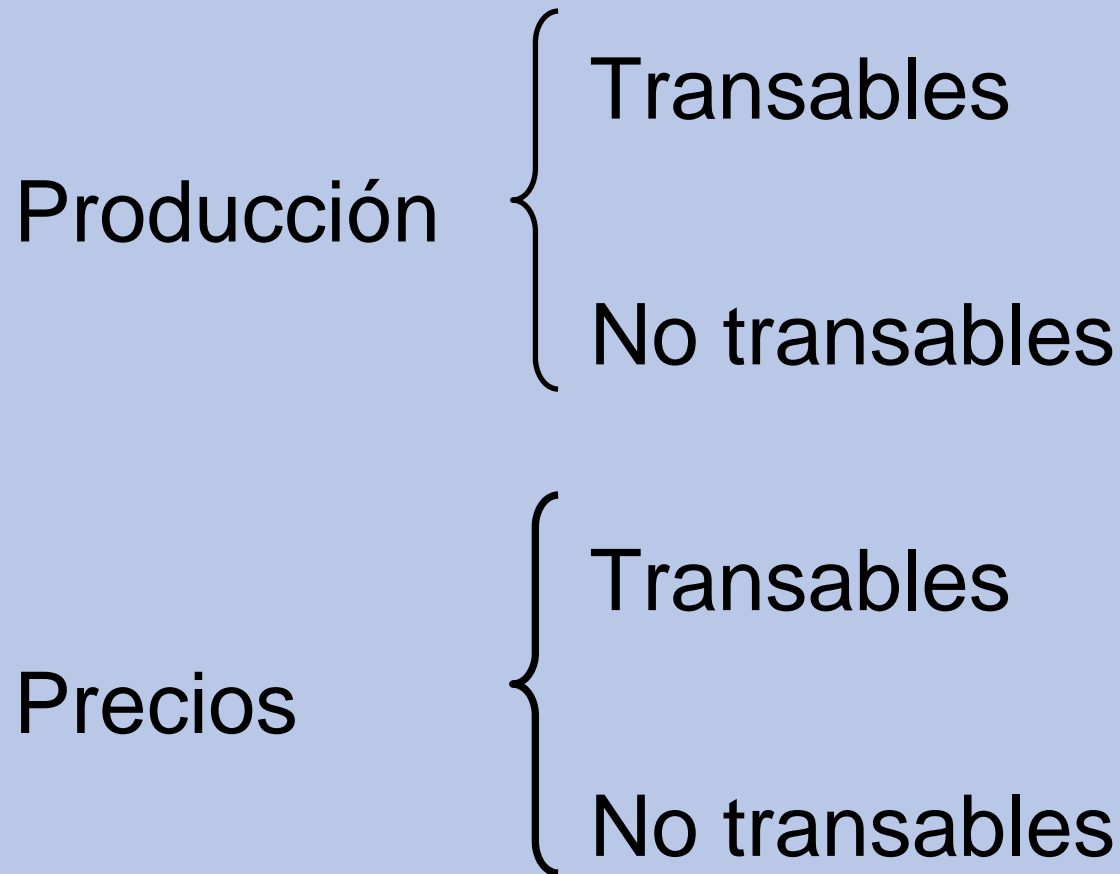 Transables
Producción
No transables
Transables
Precios
No transables